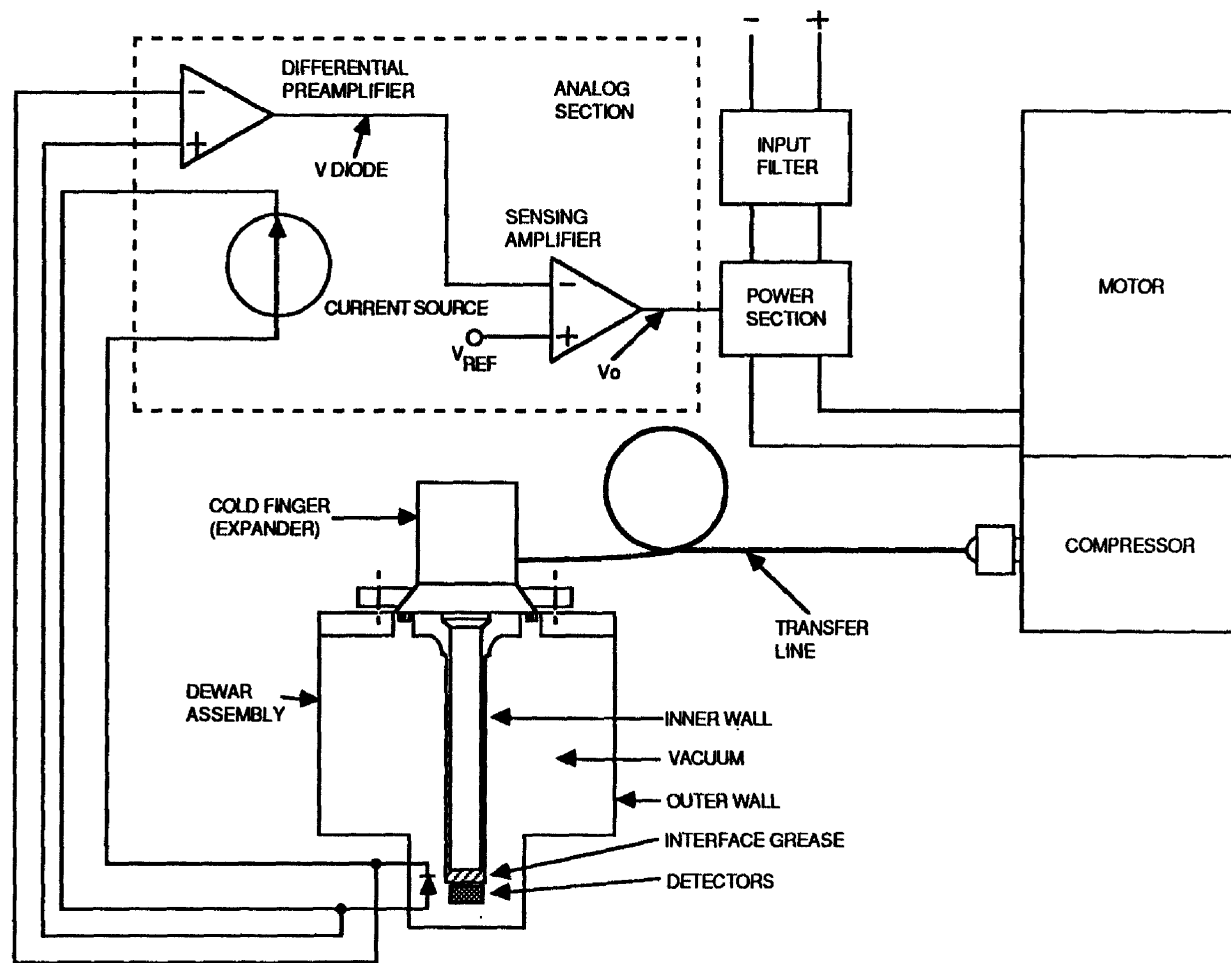 - +
DIFFERENTIAL
PREAMPLIFIER
ANALOG
SECTION
-
+
V DIODE
INPUT
FILTER
SENSING
AMPLIFIER
CURRENT SOURCE
-
+
VREF
Vo
POWER
SECTION
MOTOR
COLD FINGER
(EXPANDER)
COMPRESSOR
TRANSFER
LINE
DEWAR
ASSEMBLY
INNER WALL
VACUUM
OUTER WALL
INTERFACE GREASE
DETECTORS